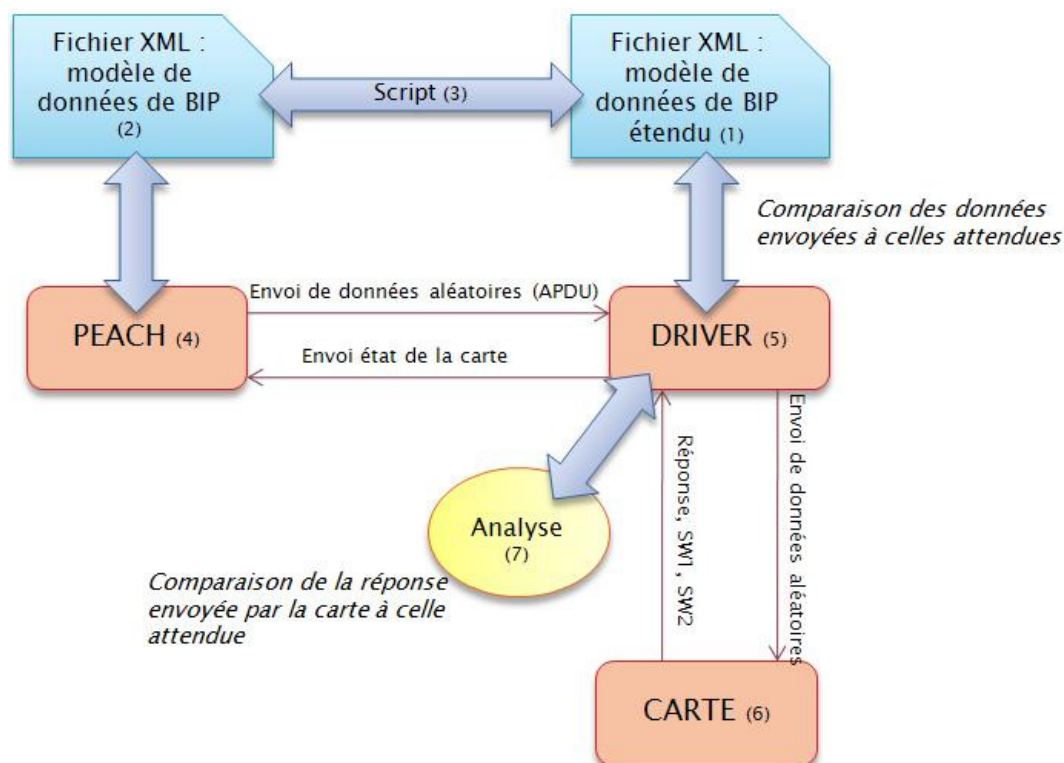 Fichier XML :
modèle de
données de BIP
(2)
Script (3)
Fichier XML :
modèle de
données de BIP
étendu (1)
Comparaison des données
envoyées à celles attendues
PEACH (4)
Envoi de données aléatoires (APDU)
Envoi état de la carte
DRIVER (5)
Analyse
(7)
Comparaison de la réponse
envoyée par la carte à celle
attendue
Réponse, SW1, SW2
Envoi de données aléatoires
CARTE (6)